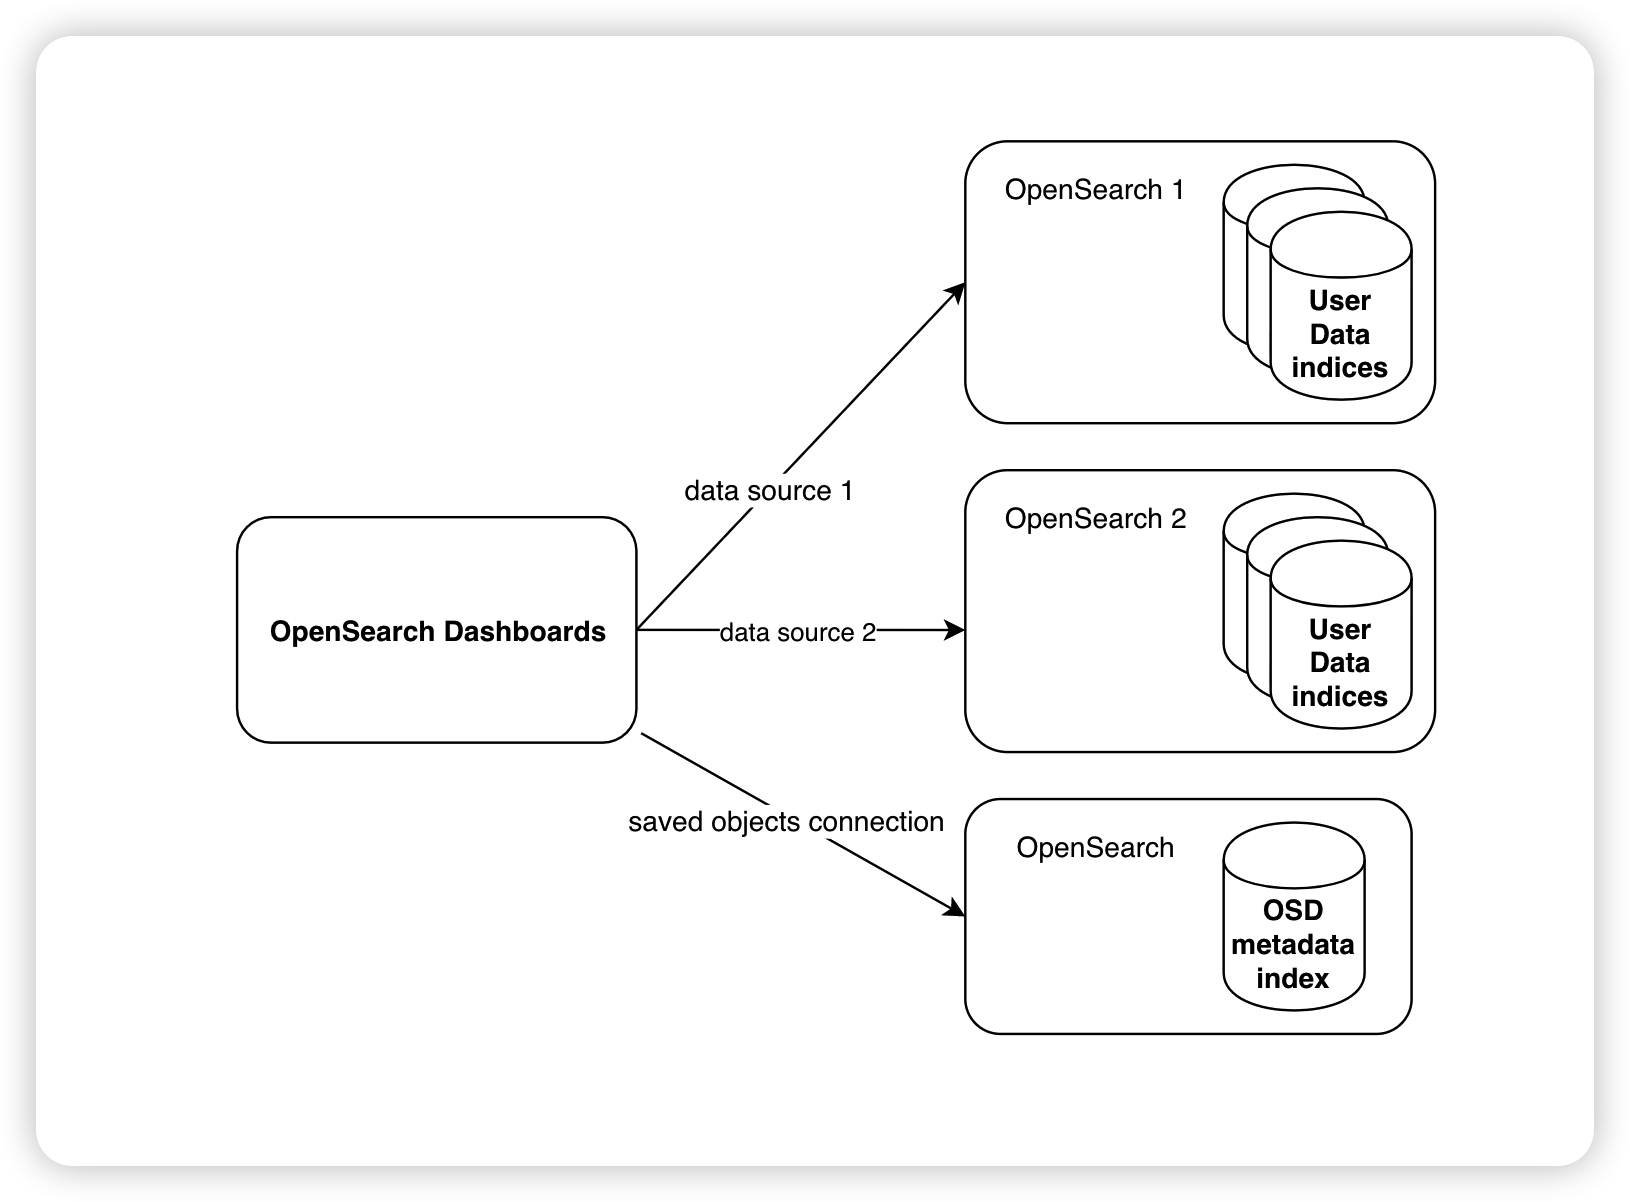 OpenSearch 1
User
Data
indices
data source 1
OpenSearch 2
OpenSearch Dashboards
data source 2
User
Data
indices
saved objects connection
OpenSearch
OSD
metadata
index